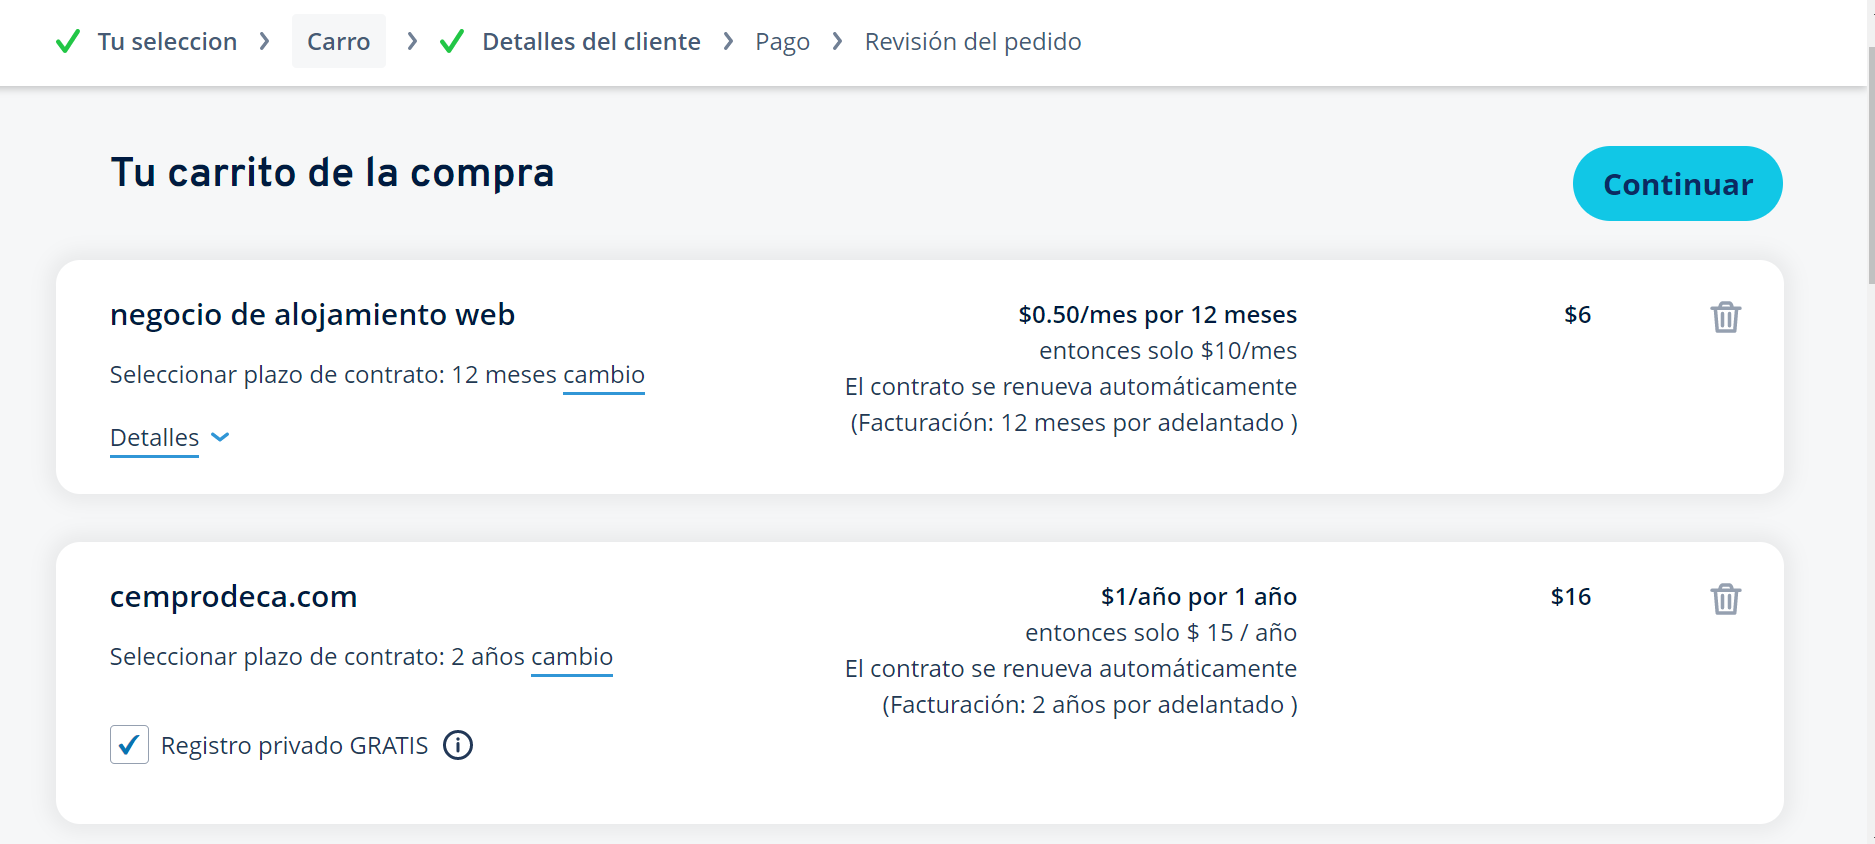 Tu seleccion Carro Detalles del cliente Pago Revisión del pedido
Tu carrito de la compra
Continuar
negocio de alojamiento web
$0.50/mes por 12 meses
$6
entonces solo $10/mes
Seleccionar plazo de contrato: 12 meses cambio
El contrato se renueva automáticamente
(Facturación: 12 meses por adelantado )
Detalles
cemprodeca.com
$1/año por 1 año
$16
entonces solo $ 15 / año
Seleccionar plazo de contrato: 2 años cambio
El contrato se renueva automáticamente
(Facturación: 2 años por adelantado )
Registro privado GRATIS